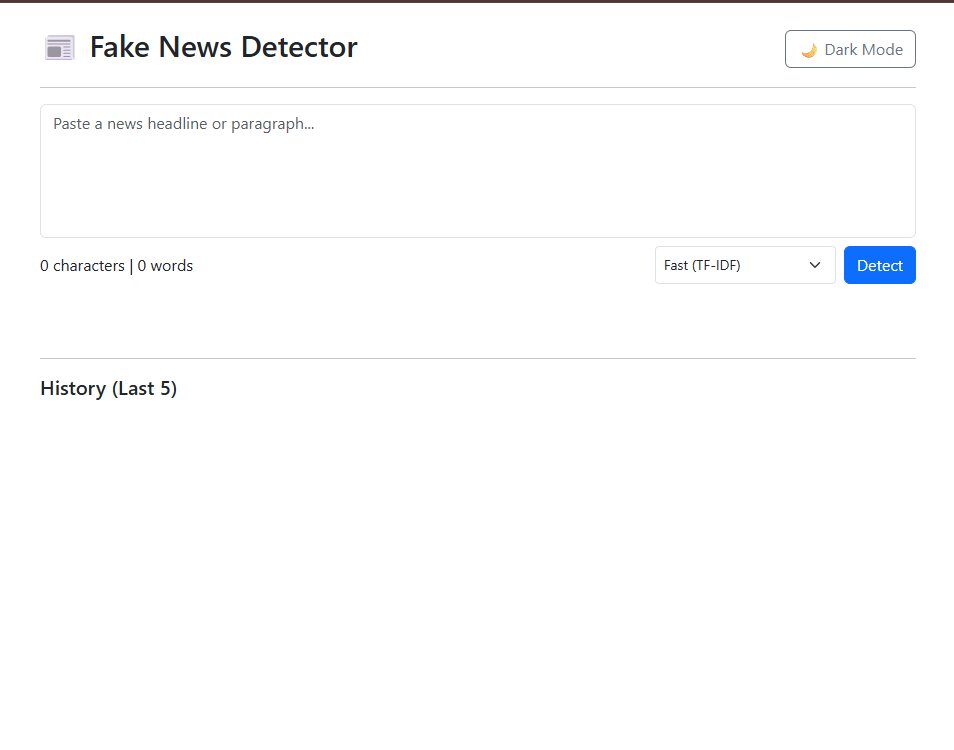 Fake News Detector
🌙 Dark Mode
Paste a news headline or paragraph...
0 characters | 0 words
Fast (TF-IDF)
Detect
History (Last 5)